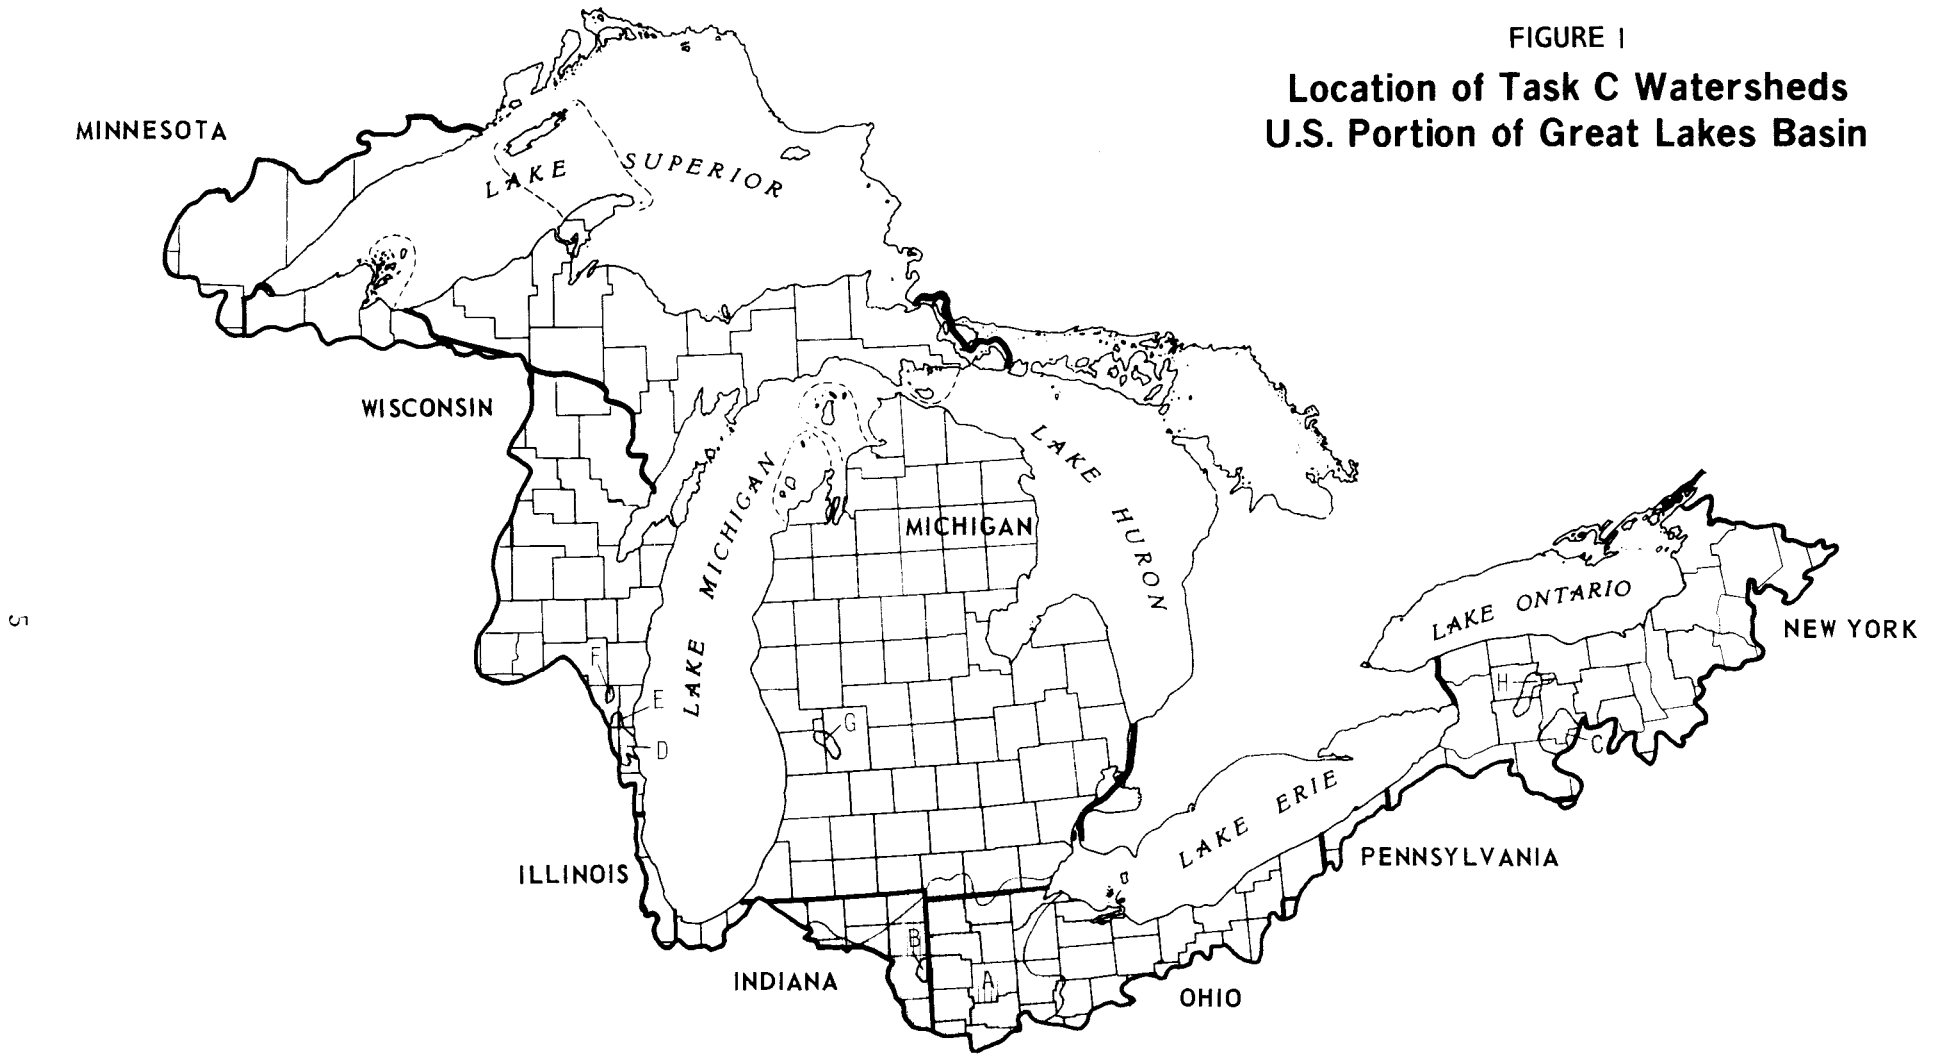 FIGURE 1
Location of Task C Watersheds
U.S. Portion of Great Lakes Basin
MINNESOTA
LAKE SUPERIOR
WISCONSIN
LAKE MICHIGAN
MICHIGAN
LAKE HURON
LAKE ONTARIO
NEW YORK
F
E
D
G
H
C
LAKE ERIE
ILLINOIS
PENNSYLVANIA
INDIANA
B
A
OHIO
5